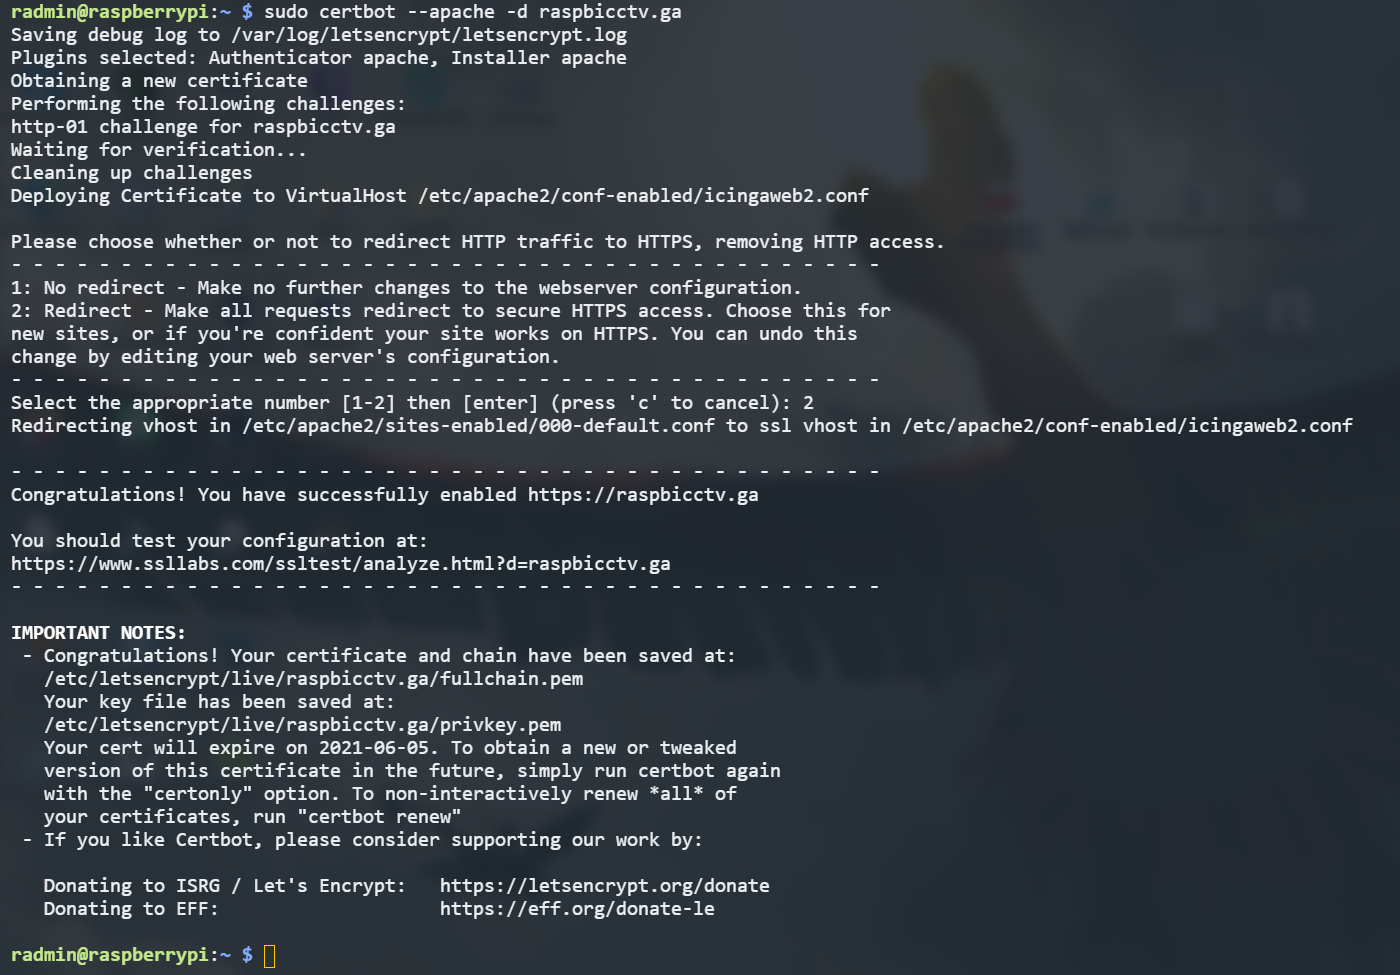 radmin@raspberrypi:~ $ sudo certbot --apache -d raspbicctv.ga
Saving debug log to /var/log/letsencrypt/letsencrypt.log
Plugins selected: Authenticator apache, Installer apache
Obtaining a new certificate
Performing the following challenges:
http-01 challenge for raspbicctv.ga
Waiting for verification...
Cleaning up challenges
Deploying Certificate to VirtualHost /etc/apache2/conf-enabled/icingaweb2.conf

Please choose whether or not to redirect HTTP traffic to HTTPS, removing HTTP access.
- - - - - - - - - - - - - - - - - - - - - - - - - - - - - - - - - - - - - - - -
1: No redirect - Make no further changes to the webserver configuration.
2: Redirect - Make all requests redirect to secure HTTPS access. Choose this for
new sites, or if you're confident your site works on HTTPS. You can undo this
change by editing your web server's configuration.
- - - - - - - - - - - - - - - - - - - - - - - - - - - - - - - - - - - - - - - -
Select the appropriate number [1-2] then [enter] (press 'c' to cancel): 2
Redirecting vhost in /etc/apache2/sites-enabled/000-default.conf to ssl vhost in /etc/apache2/conf-enabled/icingaweb2.conf

- - - - - - - - - - - - - - - - - - - - - - - - - - - - - - - - - - - - - - - -
Congratulations! You have successfully enabled https://raspbicctv.ga

You should test your configuration at:
https://www.ssllabs.com/ssltest/analyze.html?d=raspbicctv.ga
- - - - - - - - - - - - - - - - - - - - - - - - - - - - - - - - - - - - - - - -

IMPORTANT NOTES:
 - Congratulations! Your certificate and chain have been saved at:
   /etc/letsencrypt/live/raspbicctv.ga/fullchain.pem
   Your key file has been saved at:
   /etc/letsencrypt/live/raspbicctv.ga/privkey.pem
   Your cert will expire on 2021-06-05. To obtain a new or tweaked
   version of this certificate in the future, simply run certbot again
   with the "certonly" option. To non-interactively renew *all* of
   your certificates, run "certbot renew"
 - If you like Certbot, please consider supporting our work by:

   Donating to ISRG / Let's Encrypt:   https://letsencrypt.org/donate
   Donating to EFF:                    https://eff.org/donate-le

radmin@raspberrypi:~ $